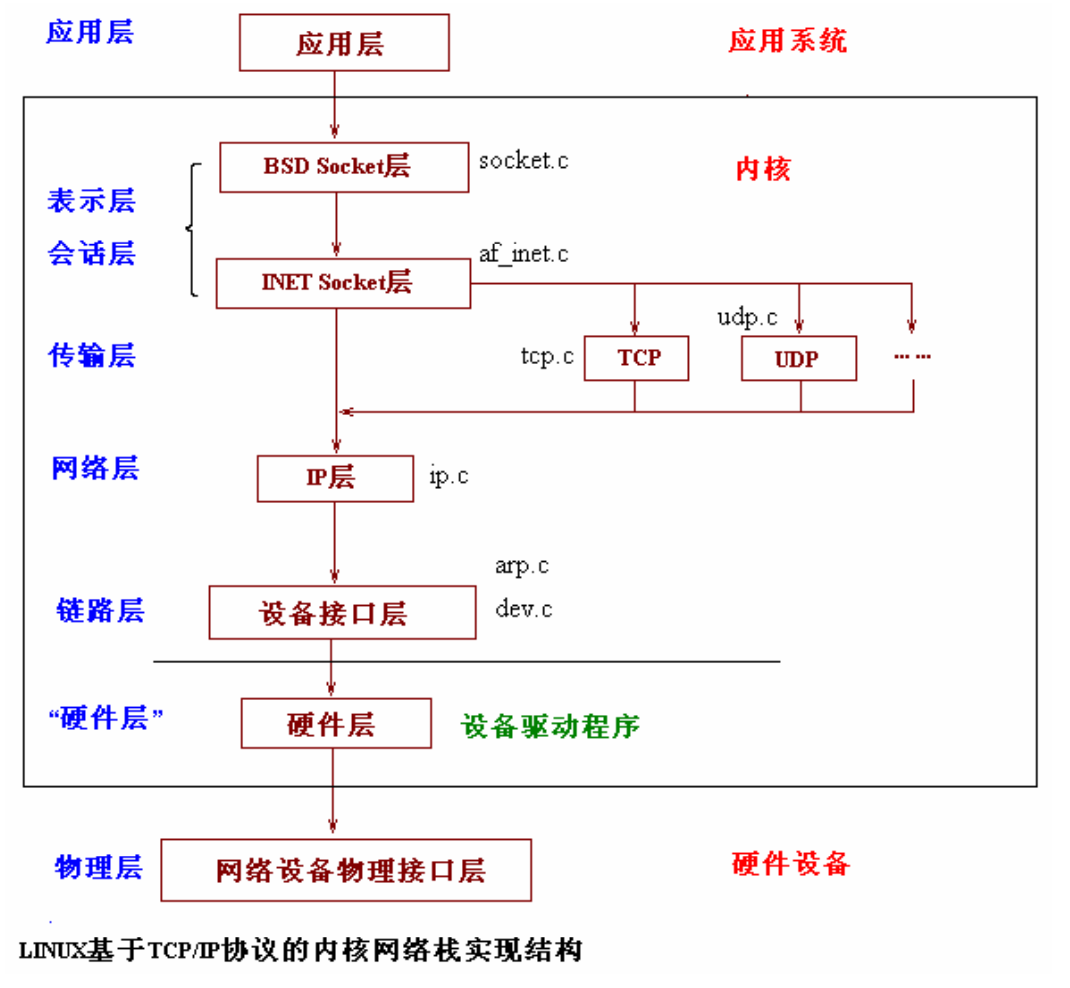 应用层
应用层
应用系统
BSD Socket层
socket.c
内核
表示层
会话层
INET Socket层
af_inet.c
传输层
tcp.c
TCP
udp.c
UDP
... ...
网络层
IP层
ip.c
arp.c
链路层
设备接口层
dev.c
“硬件层”
硬件层
设备驱动程序
物理层
网络设备物理接口层
硬件设备
LINUX基于TCP/IP协议的内核网络栈实现结构